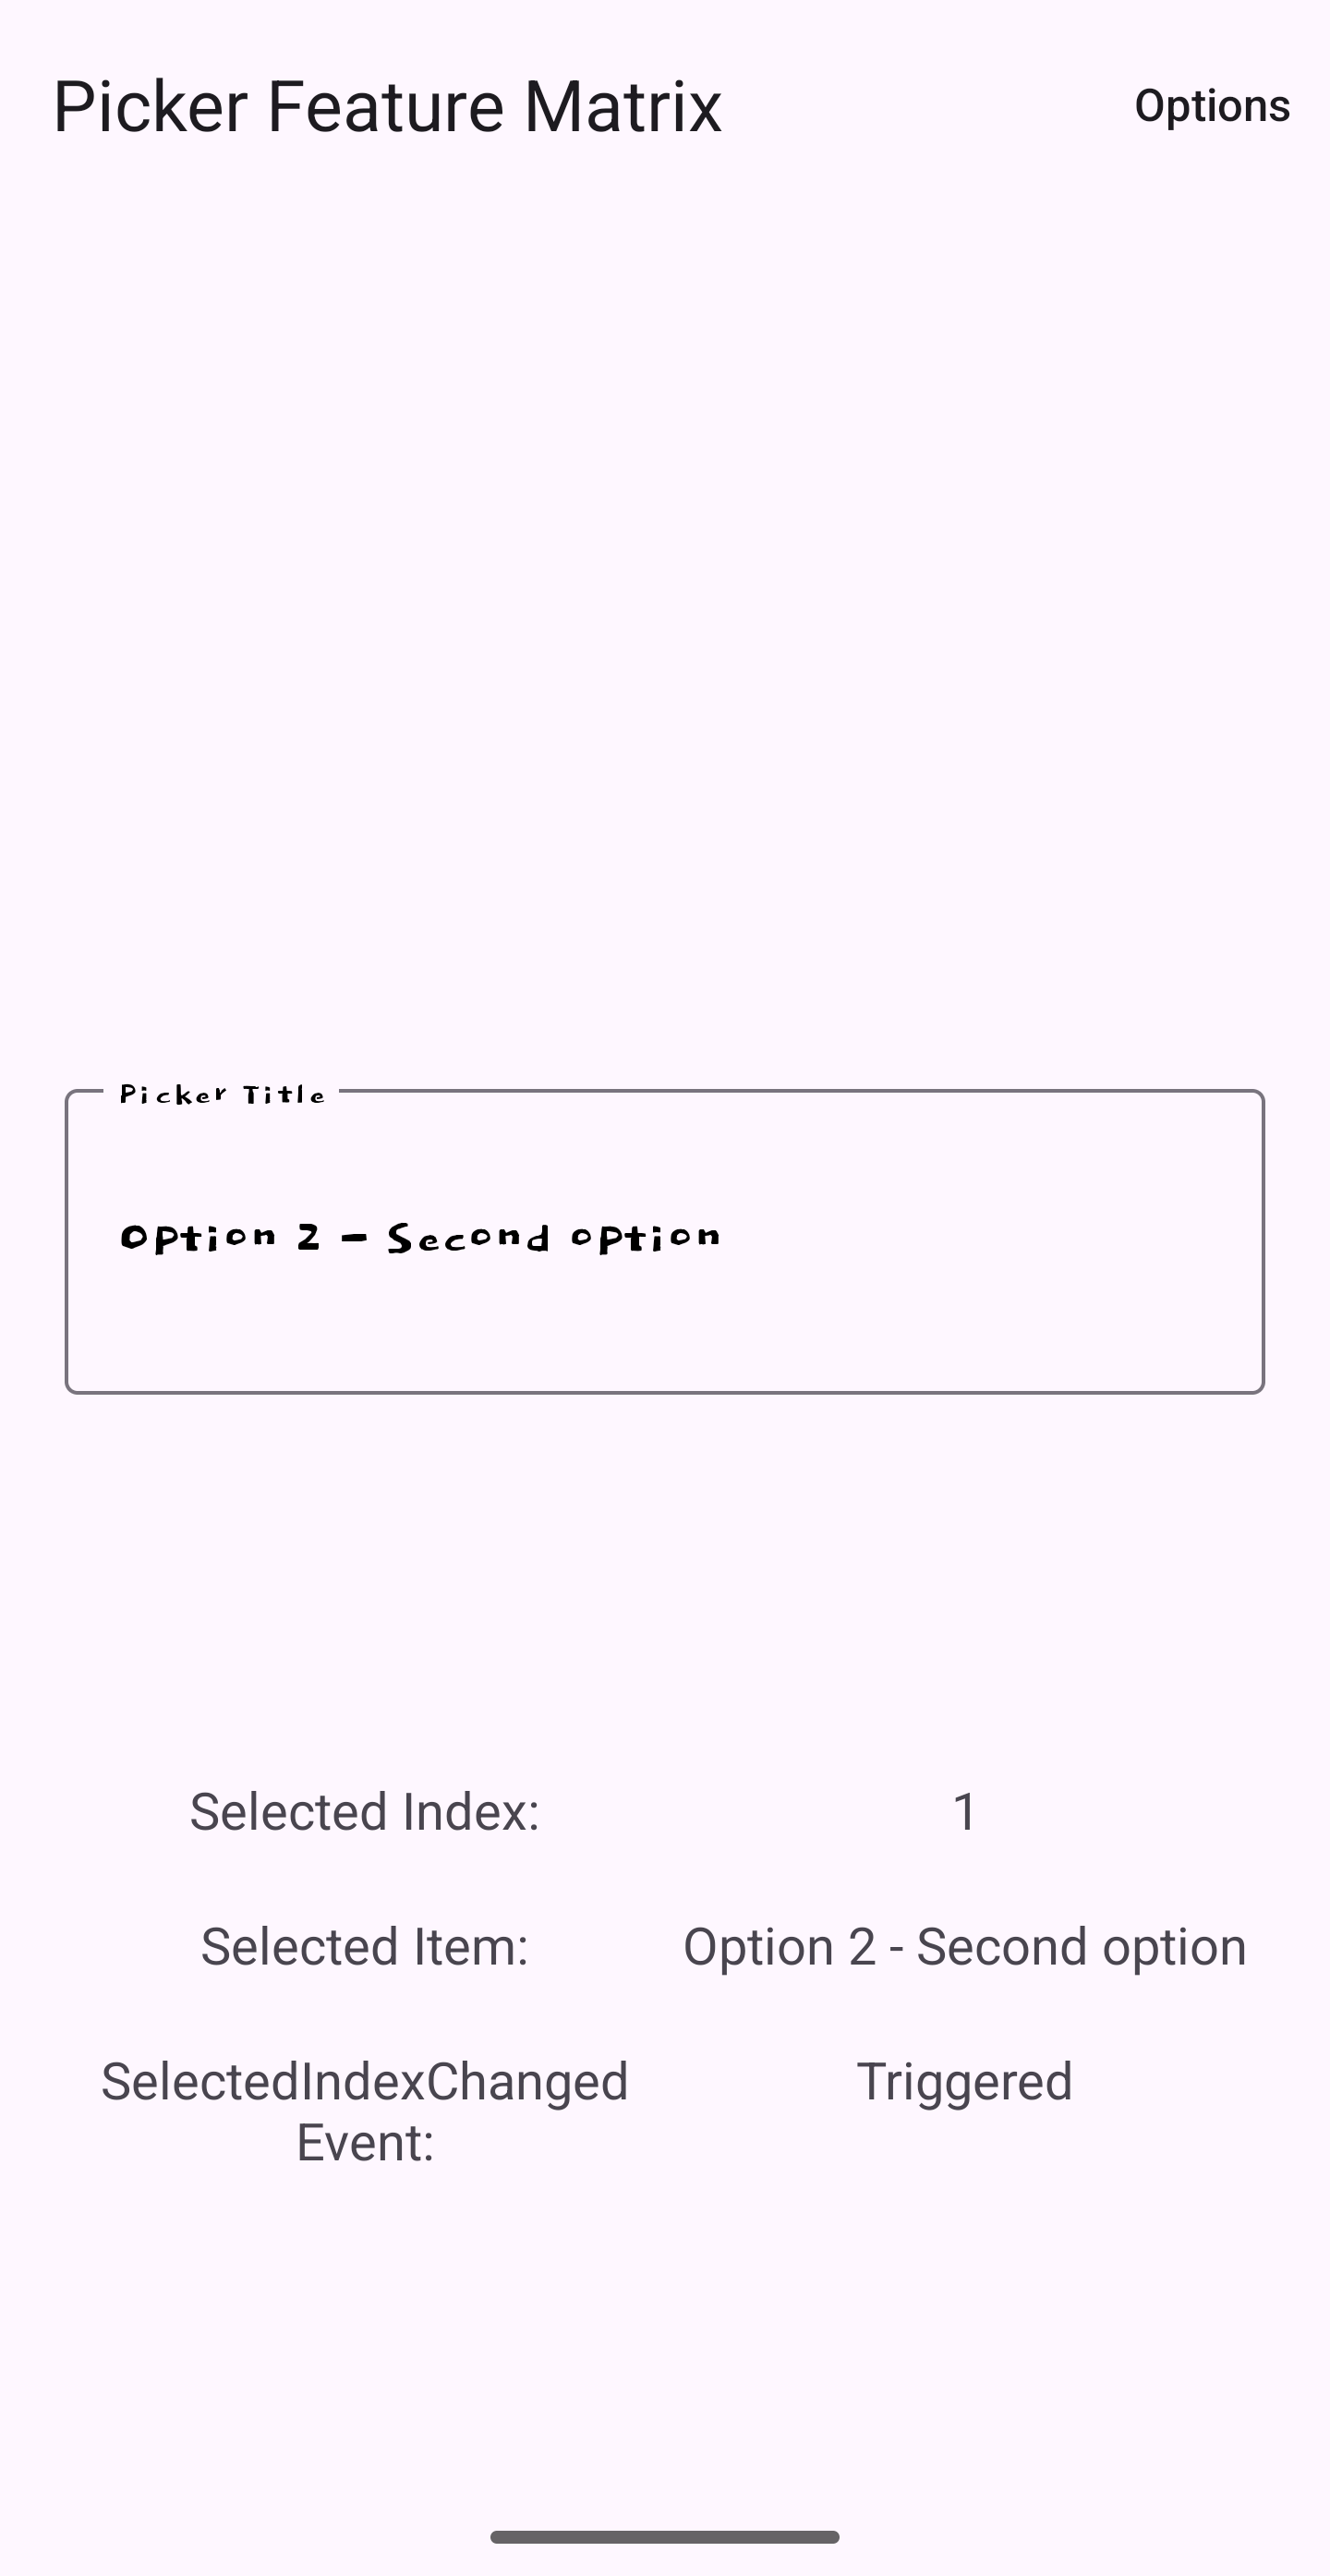 Picker Feature Matrix
Options
Picker Title
Option 2 - Second option
Selected Index:
1
Selected Item:
Option 2 - Second option
SelectedIndexChanged
Event:
Triggered